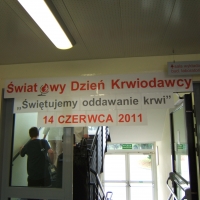 Światowy Dzień Krwiodawcy
„Świętujemy oddawanie krwi”
14 CZERWCA 2011